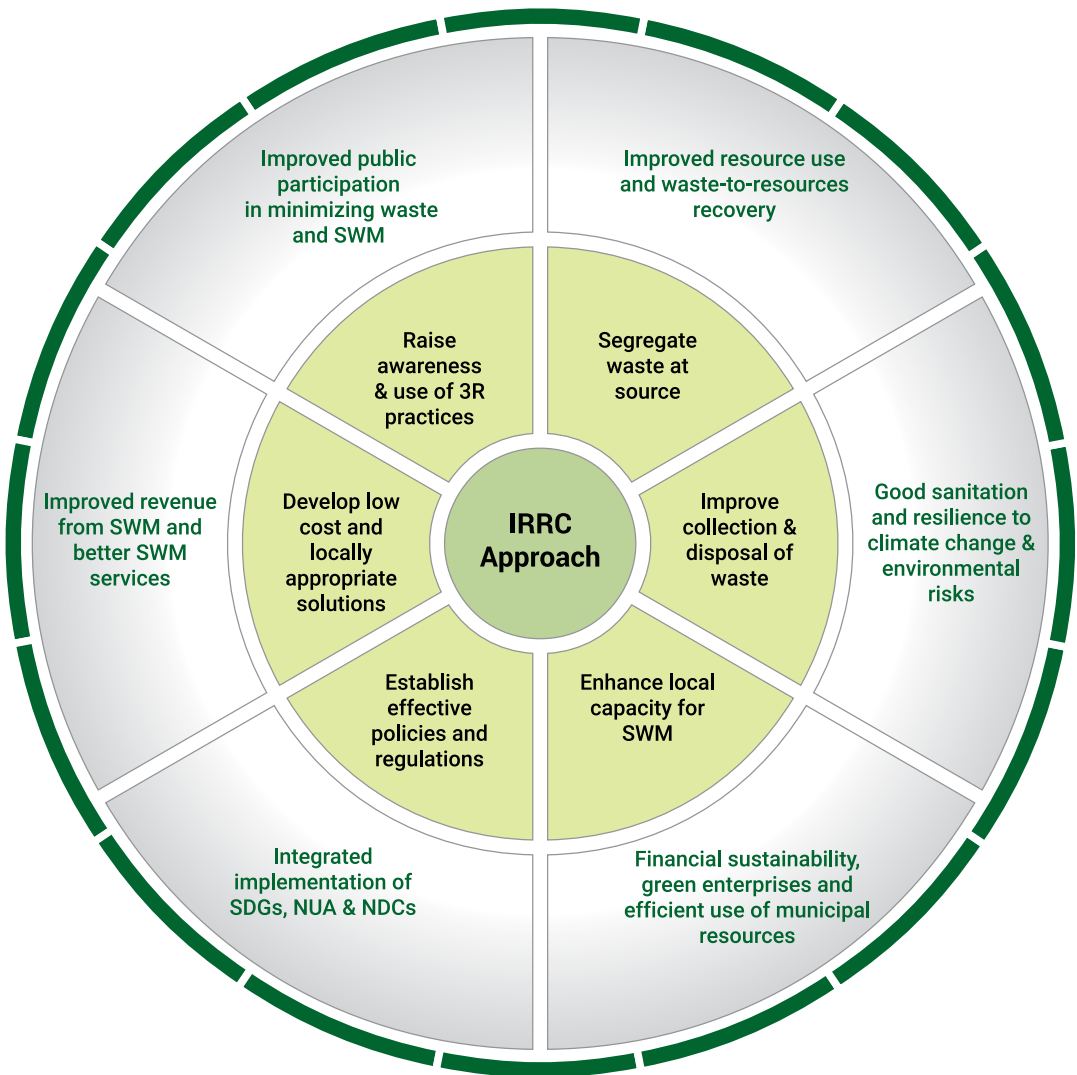 Improved public
participation
in minimizing waste
and SWM
Improved resource use
and waste-to-resources
recovery
Raise
awareness
& use of 3R
practices
Segregate
waste at
source
Improved revenue
from SWM and
better SWM
services
Develop low
cost and
locally
appropriate
solutions
IRRC
Approach
Improve
collection &
disposal of
waste
Good sanitation
and resilience to
climate change &
environmental
risks
Establish
effective
policies and
regulations
Enhance local
capacity for
SWM
Integrated
implementation of
SDGs, NUA & NDCs
Financial sustainability,
green enterprises and
efficient use of municipal
resources